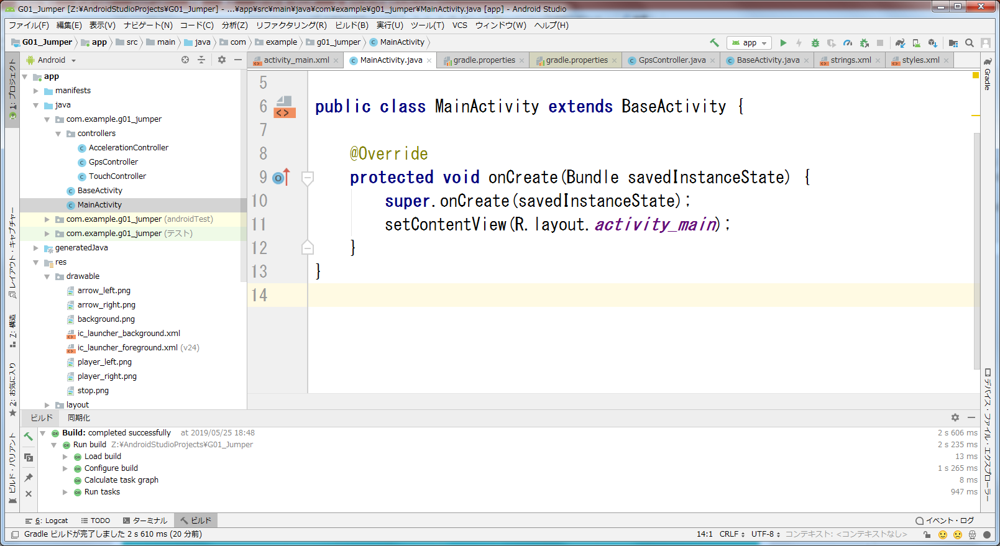 G01_Jumper [Z:¥AndroidStudioProjects¥G01_Jumper] - ...¥app¥src¥main¥java¥com¥example¥g01_jumper¥MainActivity.java [app] - Android Studio
ファイル(F) 編集(E) 表示(V) ナビゲート(N) コード(C) 分析(Z) リファクタリング(R) ビルド(B) 実行(U) ツール(T) VCS ウィンドウ(W) ヘルプ(H)
G01_Jumper app src main java com example g01_jumper MainActivity app
Android
activity_main.xml MainActivity.java gradle.properties gradle.properties GpsController.java BaseActivity.java strings.xml styles.xml
1: プロジェクト
レイアウト・キャプチャー
7: 構造
2: お気に入り
ビルド・バリアント
app
manifests
java
com.example.g01_jumper
controllers
AccelerationController
GpsController
TouchController
BaseActivity
MainActivity
com.example.g01_jumper (androidTest)
com.example.g01_jumper (テスト)
generatedJava
res
drawable
arrow_left.png
arrow_right.png
background.png
ic_launcher_background.xml
ic_launcher_foreground.xml (v24)
player_left.png
player_right.png
stop.png
layout
5
6 public class MainActivity extends BaseActivity {
7
8 @Override
9 protected void onCreate(Bundle savedInstanceState) {
10 super.onCreate(savedInstanceState);
11 setContentView(R.layout.activity_main);
12 }
13 }
14
Gradle
デバイス・ファイル・エクスプローラー
ビルド 同期化
Build: completed successfully at 2019/05/25 18:48 2 s 606 ms
Run build Z:¥AndroidStudioProjects¥G01_Jumper 2 s 235 ms
Load build 13 ms
Configure build 1 s 265 ms
Calculate task graph 8 ms
Run tasks 947 ms
6: Logcat TODO ターミナル ビルド イベント・ログ
Gradle ビルドが完了しました 2 s 610 ms (20 分前) 14:1 CRLF UTF-8 コンテキスト: <コンテキストなし>